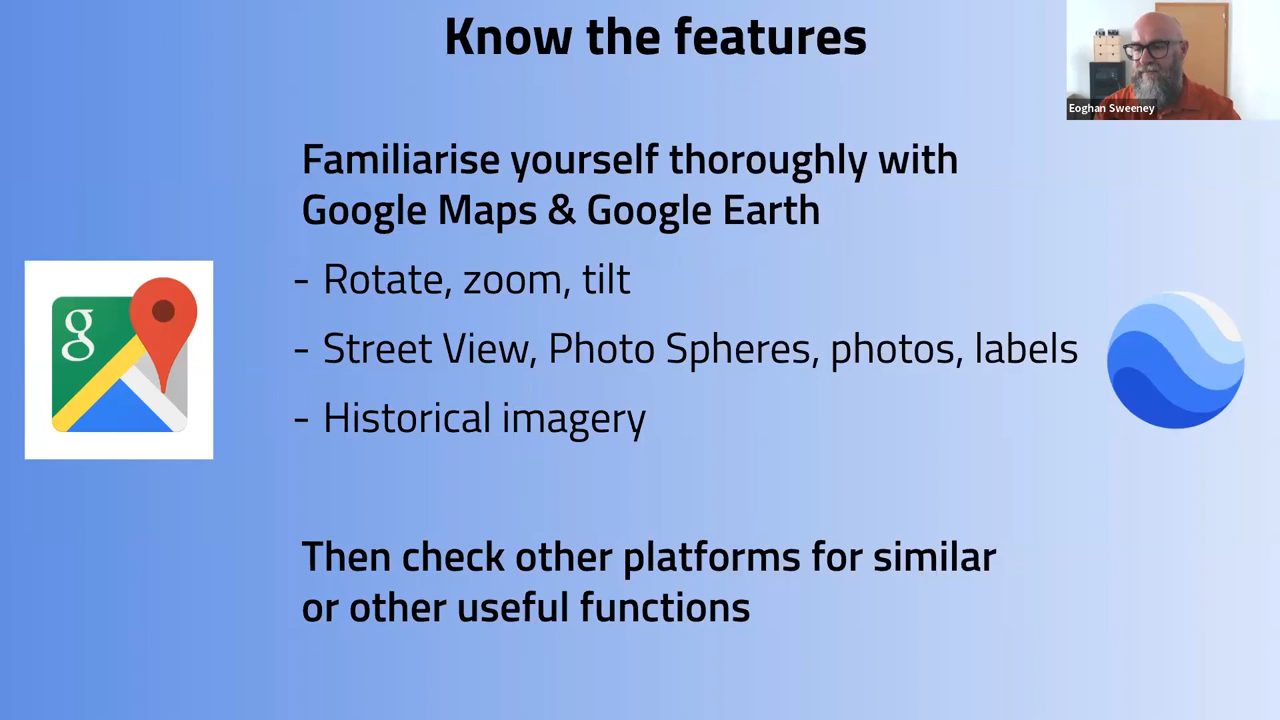 Know the features
Eoghan Sweeney
Familiarise yourself thoroughly with
Google Maps & Google Earth
- Rotate, zoom, tilt
- Street View, Photo Spheres, photos, labels
- Historical imagery
g
Then check other platforms for similar
or other useful functions